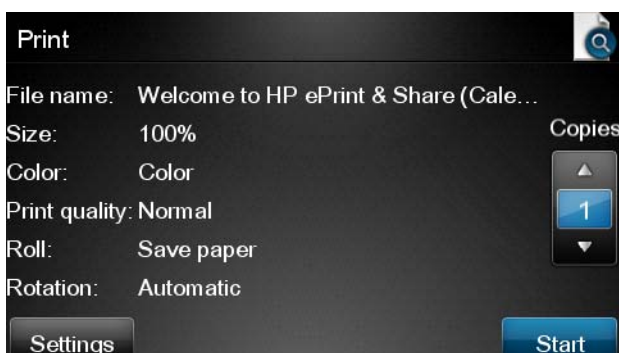 Print
File name: Welcome to HP ePrint & Share (Cale...
Size: 100%
Copies
Color: Color
Print quality: Normal
1
Roll: Save paper
Rotation: Automatic
Settings
Start